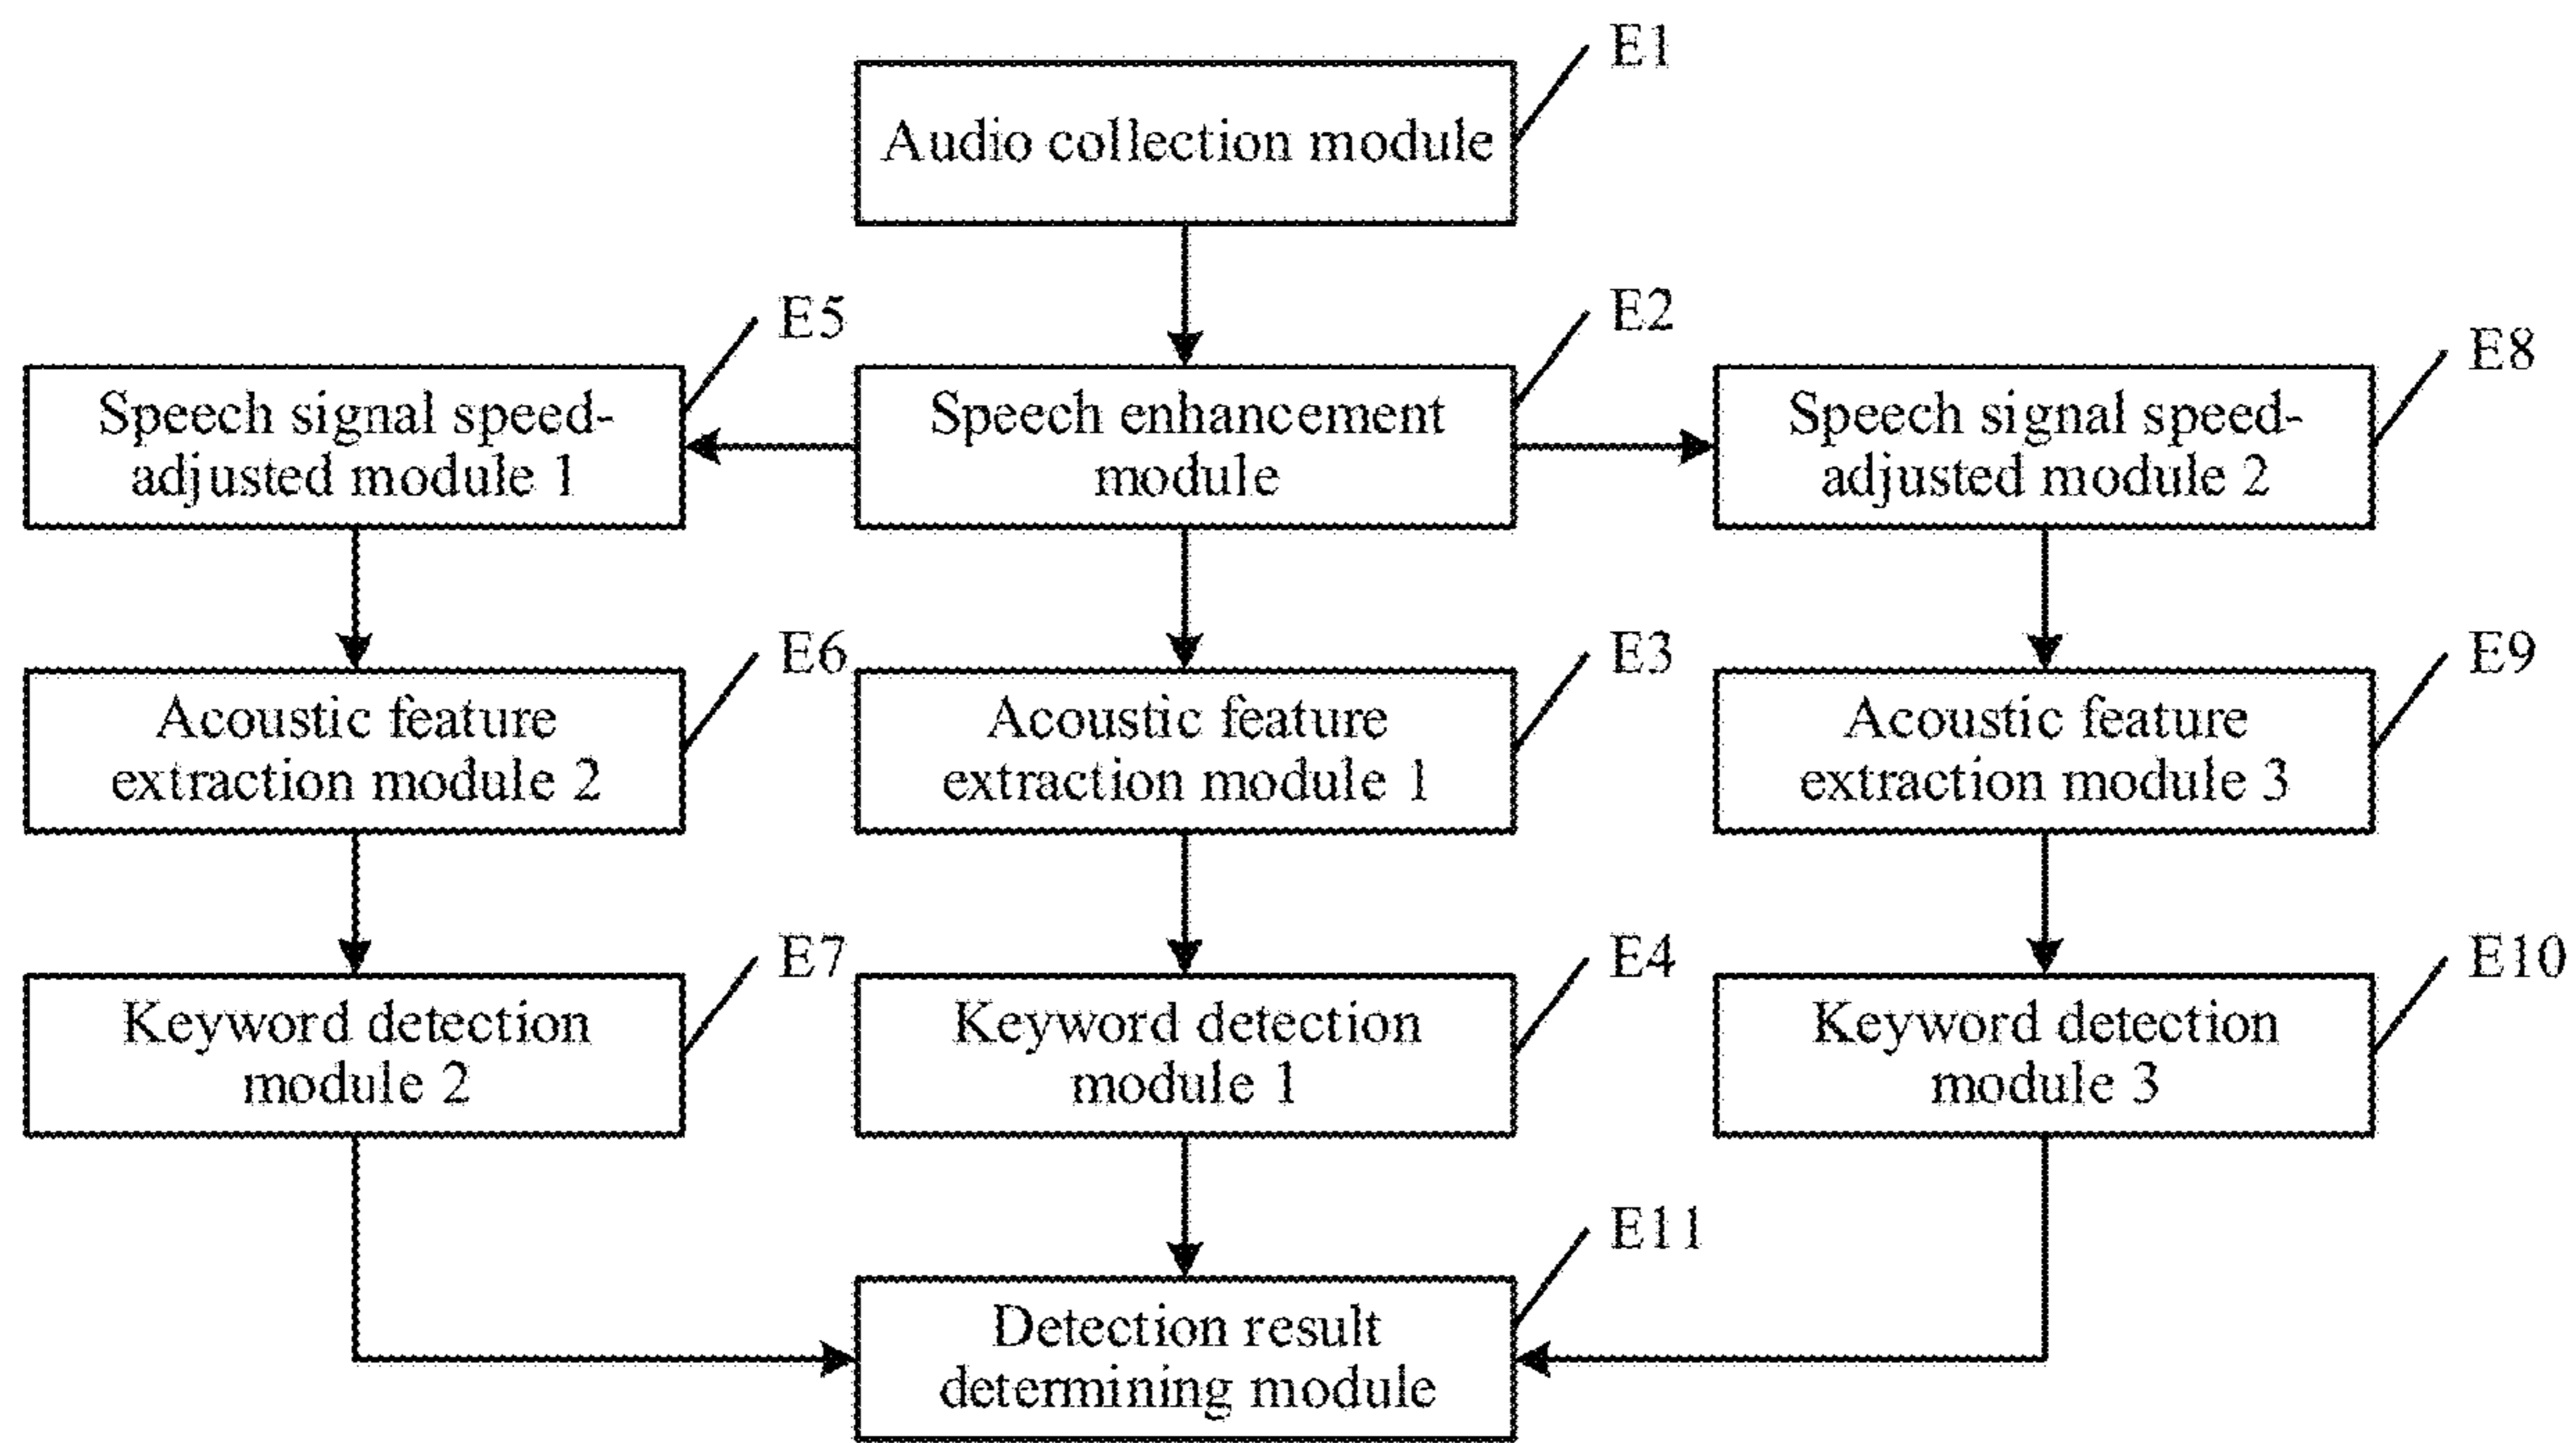 E1
Audio collection module
E5
E2
E8
Speech signal speed-
adjusted module 1
Speech enhancement
module
Speech signal speed-
adjusted module 2
E6
E3
E9
Acoustic feature
extraction module 2
Acoustic feature
extraction module 1
Acoustic feature
extraction module 3
E7
E4
E10
Keyword detection
module 2
Keyword detection
module 1
Keyword detection
module 3
E11
Detection result
determining module